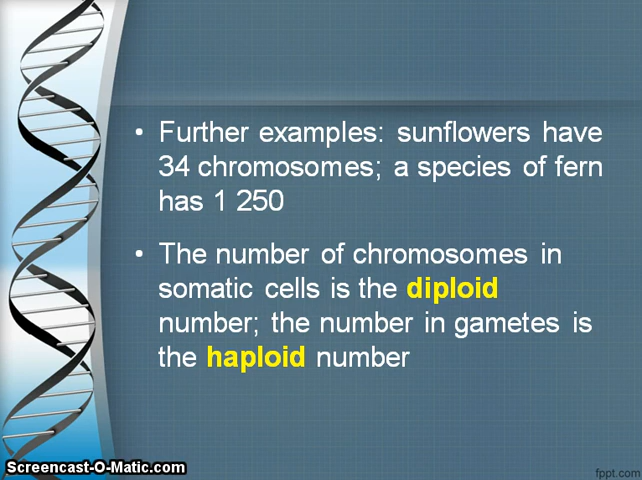 • Further examples: sunflowers have
34 chromosomes; a species of fern
has 1 250
• The number of chromosomes in
somatic cells is the diploid
number; the number in gametes is
the haploid number
Screencast-O-Matic.com
fppt.com